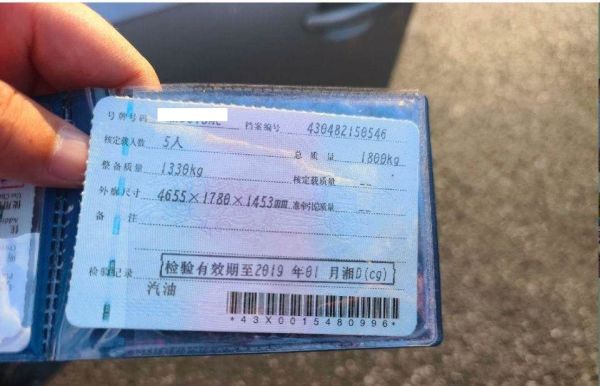 号牌号码 档案编号 430482150546
核定载人数 5人 总质量 1800kg
整备质量 1330kg 核定载质量 --
外廓尺寸 4655×1780×1453mm 准牵引总质量 --
备 注
检验记录 检验有效期至2019 年01 月湘D(cg)
汽油
*43X0015480996*